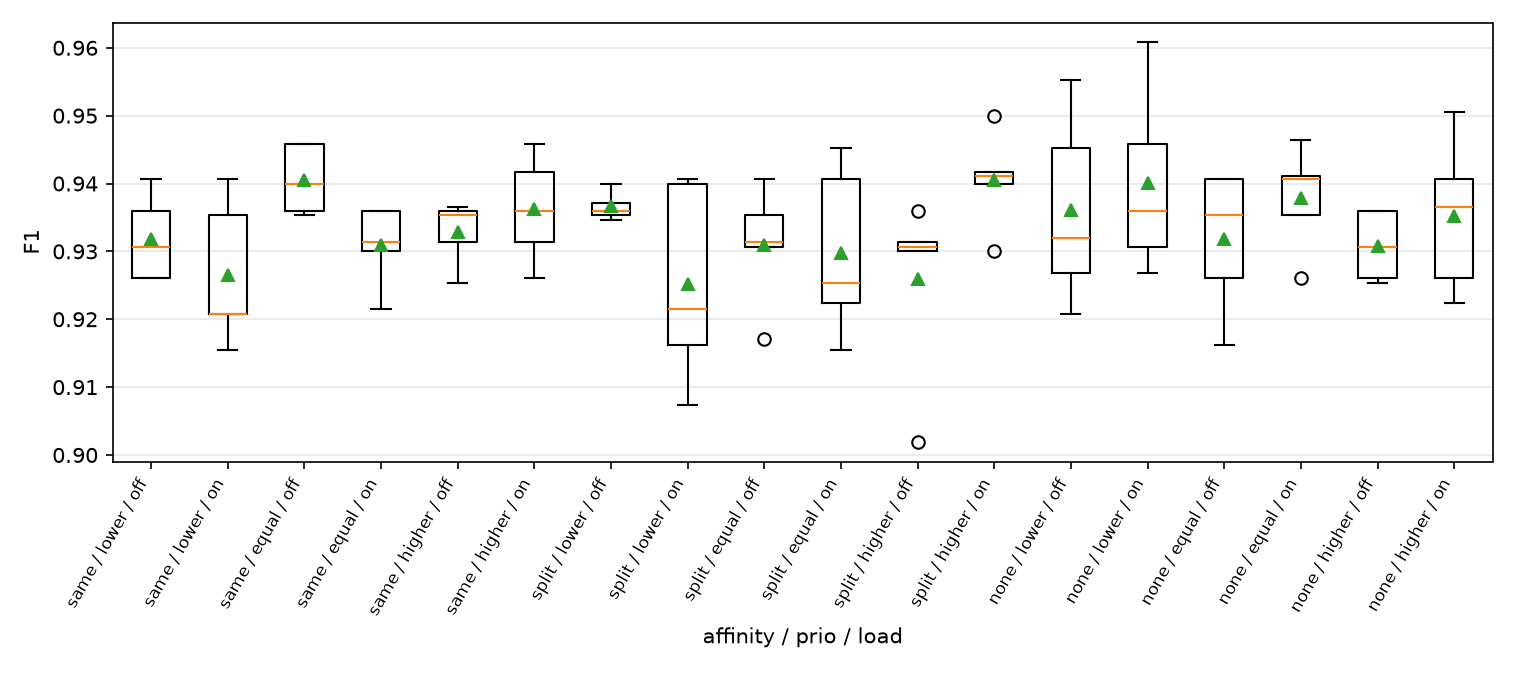 0.96
0.95
0.94
0.93
0.92
0.91
0.90
F1
same / lower / off
same / lower / on
same / equal / off
same / equal / on
same / higher / off
same / higher / on
split / lower / off
split / lower / on
split / equal / off
split / equal / on
split / higher / off
split / higher / on
none / lower / off
none / lower / on
none / equal / off
none / equal / on
none / higher / off
none / higher / on
affinity / prio / load